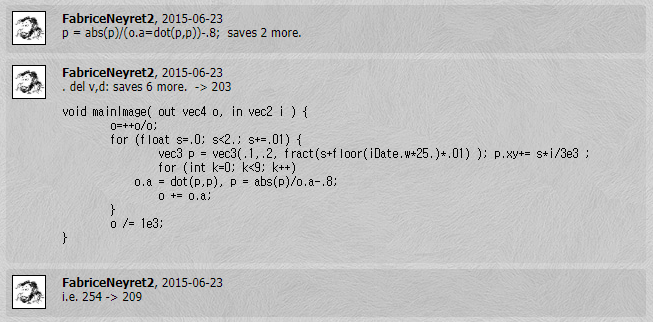 FabriceNeyret2, 2015-06-23
p = abs(p)/(o.a=dot(p,p))-.8;  saves 2 more.
FabriceNeyret2, 2015-06-23
. del v,d: saves 6 more.  -> 203
void mainImage( out vec4 o, in vec2 i ) {
o=++o/o;
for (float s=.0; s<2.; s+=.01) {
vec3 p = vec3(.1,.2, fract(s+floor(iDate.w*25.)*.01) ); p.xy+= s*i/3e3 ;
for (int k=0; k<9; k++)
o.a = dot(p,p), p = abs(p)/o.a-.8;
o += o.a;
}
o /= 1e3;
}
FabriceNeyret2, 2015-06-23
i.e. 254 -> 209